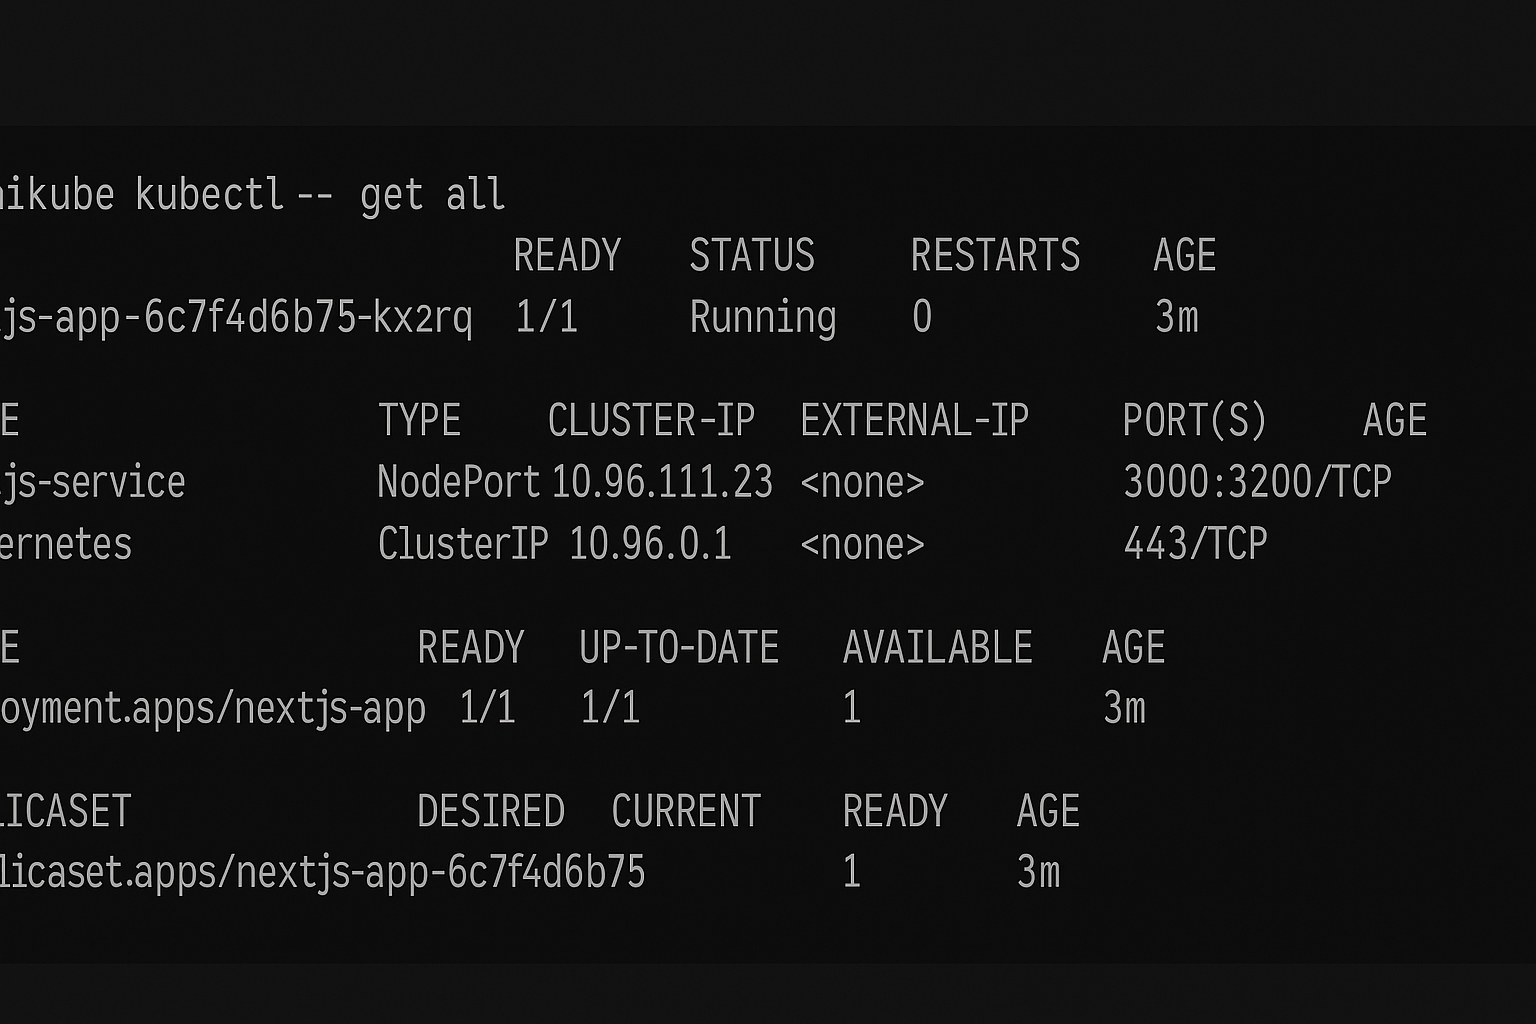 nikube kubectl -- get all
READY STATUS RESTARTS AGE
js-app-6c7f4d6b75-kx2rq 1/1 Running 0 3m
E TYPE CLUSTER-IP EXTERNAL-IP PORT(S) AGE
js-service NodePort 10.96.111.23 <none> 3000:3200/TCP
ernetes ClusterIP 10.96.0.1 <none> 443/TCP
E READY UP-TO-DATE AVAILABLE AGE
oyment.apps/nextjs-app 1/1 1/1 1 3m
LICASET DESIRED CURRENT READY AGE
licaset.apps/nextjs-app-6c7f4d6b75 1 3m